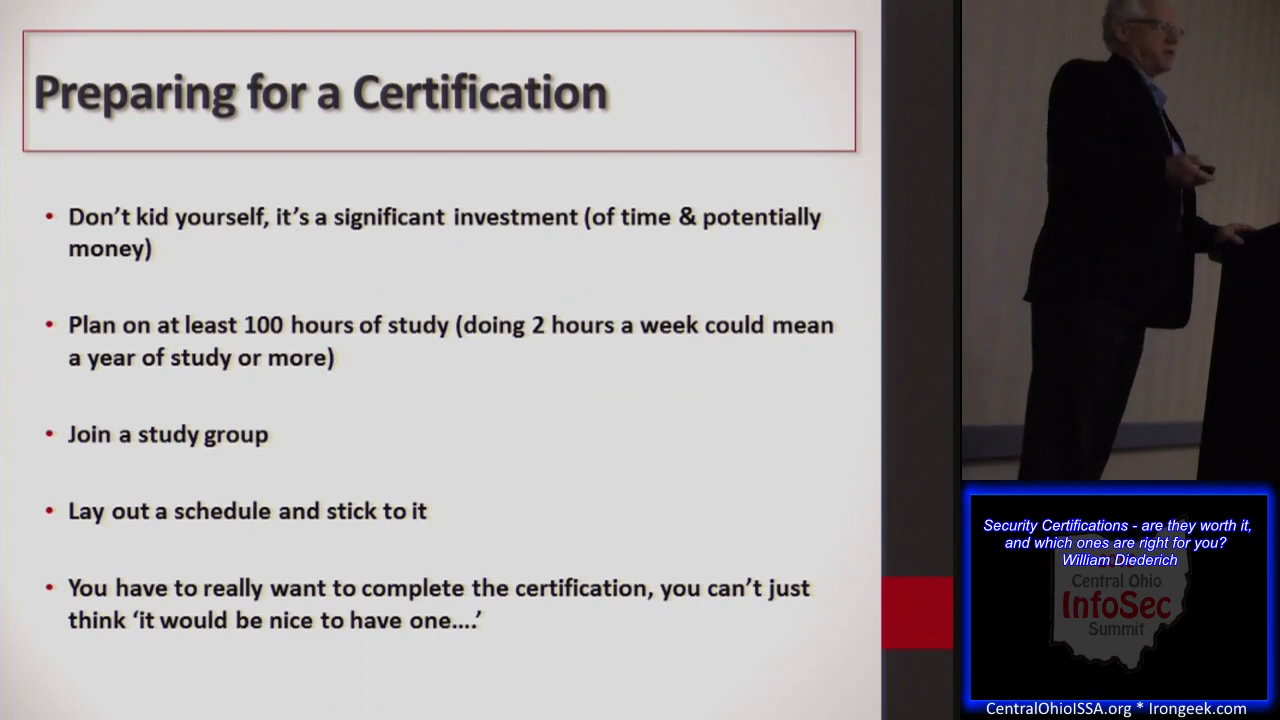 Preparing for a Certification
Don't kid yourself, it's a significant investment (of time & potentially
money)
Plan on at least 100 hours of study (doing 2 hours a week could mean
a year of study or more)
Join a study group
Lay out a schedule and stick to it
You have to really want to complete the certification, you can't just
think ‘it would be nice to have one....’
Security Certifications - are they worth it,
and which ones are right for you?
William Diederich
Central Ohio
InfoSec
Summit
CentralOhioISSA.org * Irongeek.com